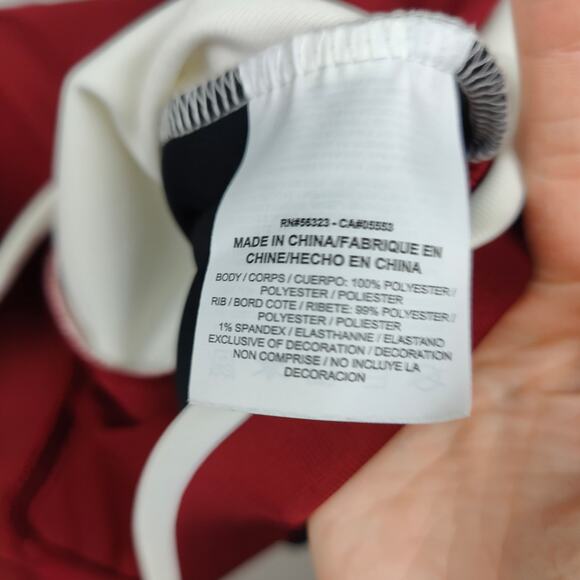 RN#56323 - CA#05553
MADE IN CHINA/FABRIQUE EN
CHINE/HECHO EN CHINA
BODY / CORPS / CUERPO: 100% POLYESTER /
POLYESTER / POLIESTER
RIB / BORD COTE / RIBETE: 99% POLYESTER /
POLYESTER / POLIESTER
1% SPANDEX / ELASTHANNE / ELASTANO
EXCLUSIVE OF DECORATION / DECORATION
NON COMPRISE / NO INCLUYE LA
DECORACION